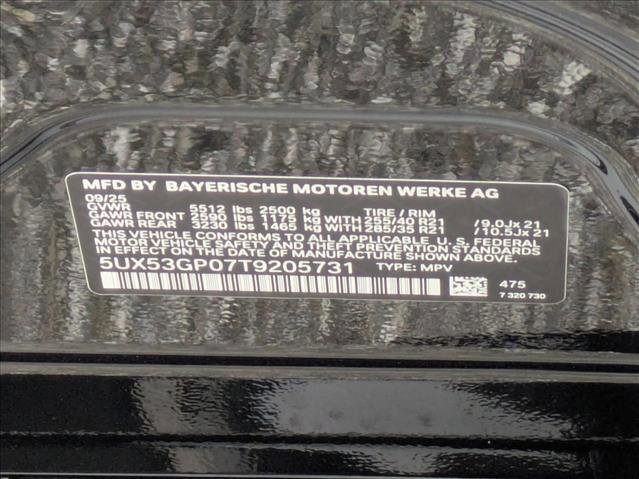 MFD BY BAYERISCHE MOTOREN WERKE AG
09/25
GVWR 5512 lbs 2500 kg TIRE / RIM
GAWR FRONT 2590 lbs 1175 kg WITH 255/40 R21 /9.0Jx 21
GAWR REAR 3230 lbs 1465 kg WITH 285/35 R21 /10.5Jx 21
THIS VEHICLE CONFORMS TO ALL APPLICABLE U. S. FEDERAL
MOTOR VEHICLE SAFETY AND THEFT PREVENTION STANDARDS
IN EFFECT ON THE DATE OF MANUFACTURE SHOWN ABOVE.
5UX53GP07T9205731 TYPE: MPV
475
7 320 730